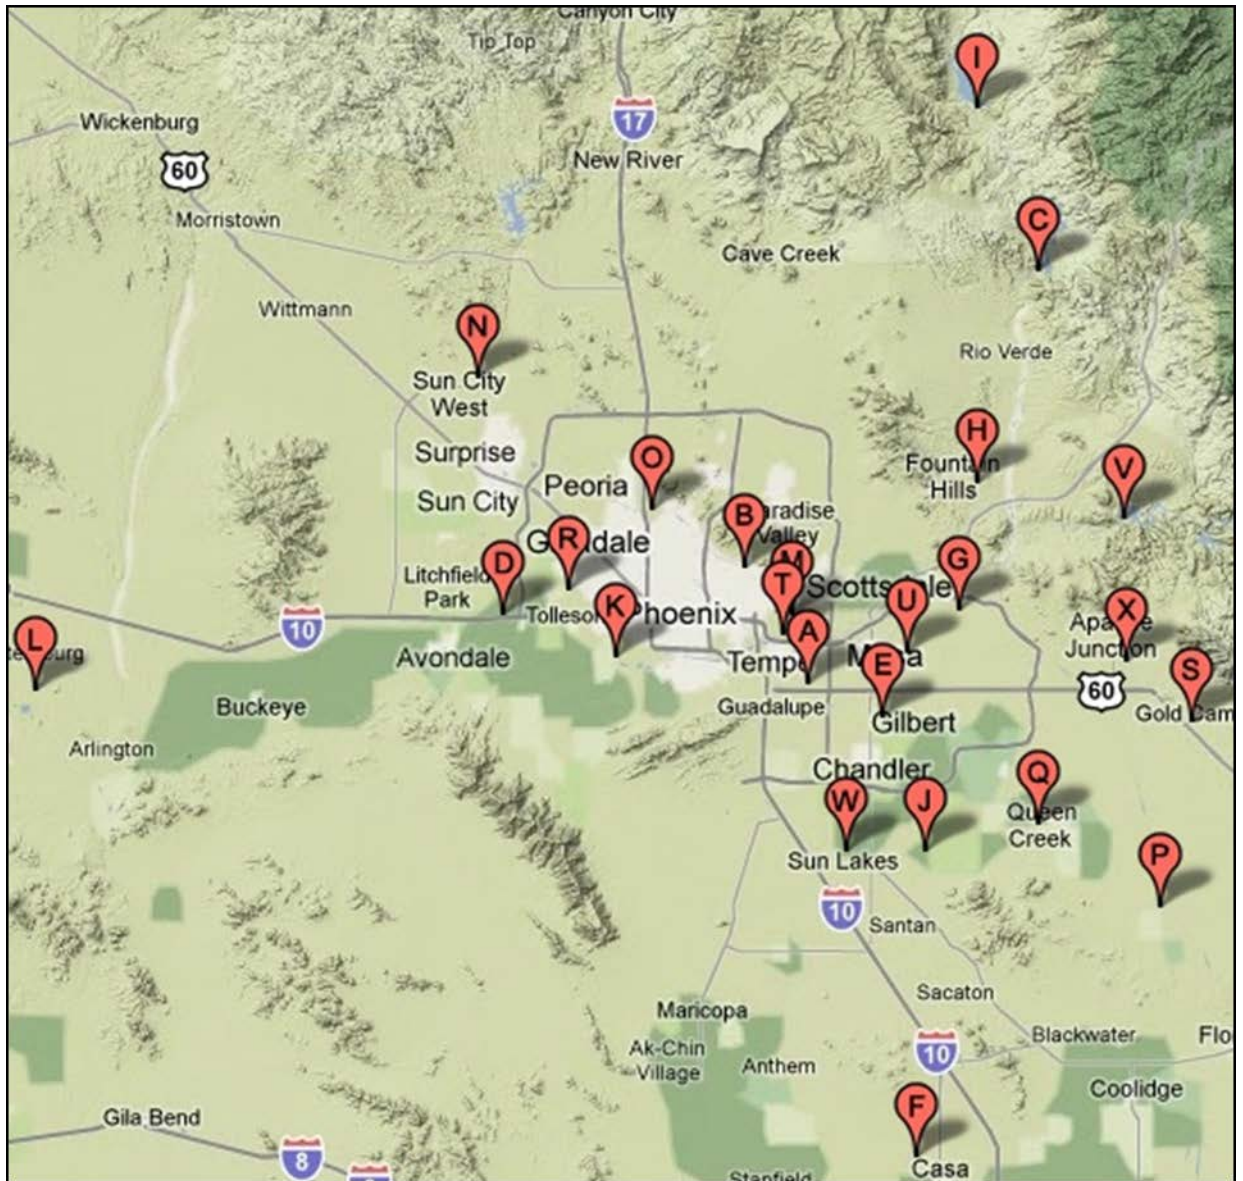 Canyon City
Tip Top
I
17
Wickenburg
New River
60
Morristown
C
Cave Creek
Wittmann
N
Rio Verde
Sun City
West
H
Surprise
O
Fountain
Hills
V
Peoria
Sun City
B
Paradise
Valley
R
Glendale
D
M
G
Litchfield
Park
T
Scottsdale
U
K
Tolleson
Phoenix
X
Apache
Junction
10
L
A
Avondale
Tempe
Mesa
E
S
60
Buckeye
Guadalupe
Gilbert
Gold Cam
Arlington
Chandler
Q
W
J
Queen
Creek
Sun Lakes
P
10
Santan
Sacaton
Maricopa
Blackwater
Flo
Ak-Chin
Village
10
Anthem
Coolidge
Gila Bend
F
8
Casa
Stanfield